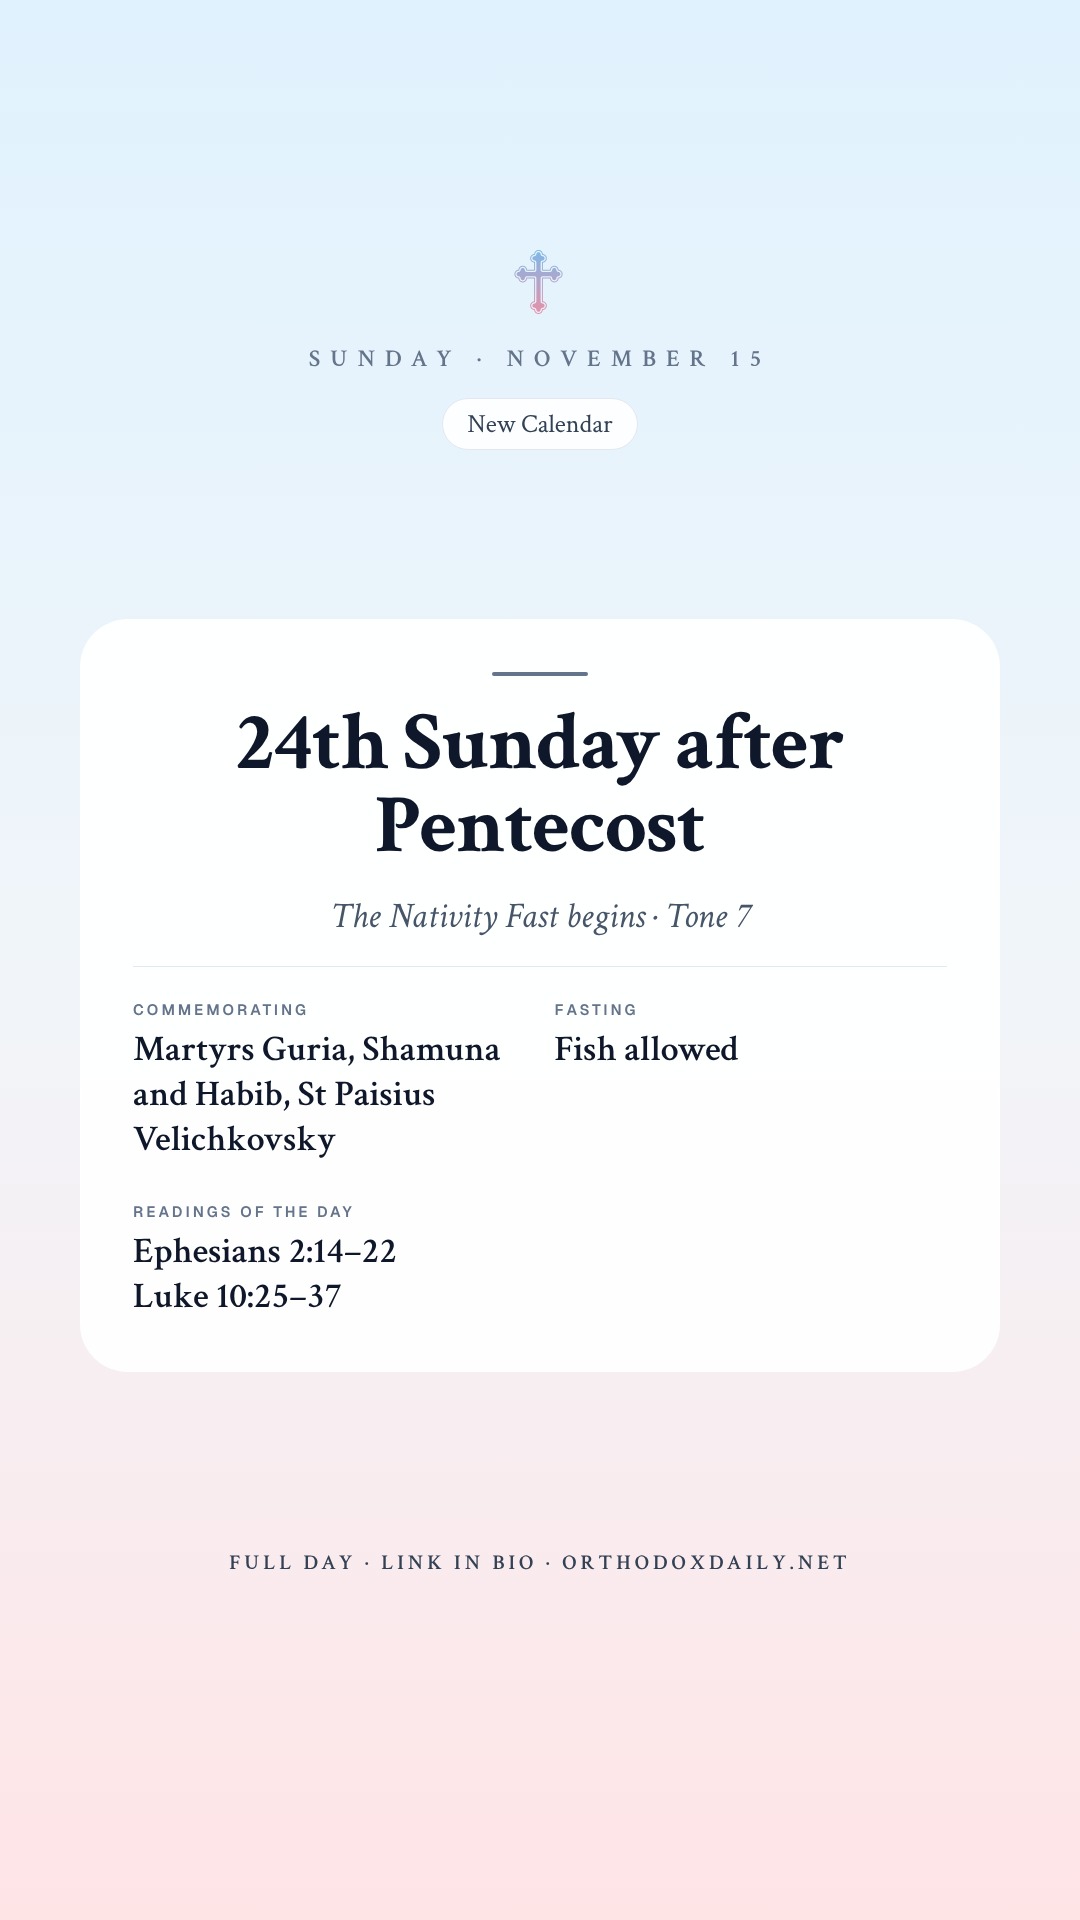 SUNDAY · NOVEMBER 15
New Calendar
24th Sunday after
Pentecost
The Nativity Fast begins · Tone 7
COMMEMORATING
Martyrs Guria, Shamuna
and Habib, St Paisius
Velichkovsky
FASTING
Fish allowed
READINGS OF THE DAY
Ephesians 2:14–22
Luke 10:25–37
FULL DAY · LINK IN BIO · ORTHODOXDAILY.NET